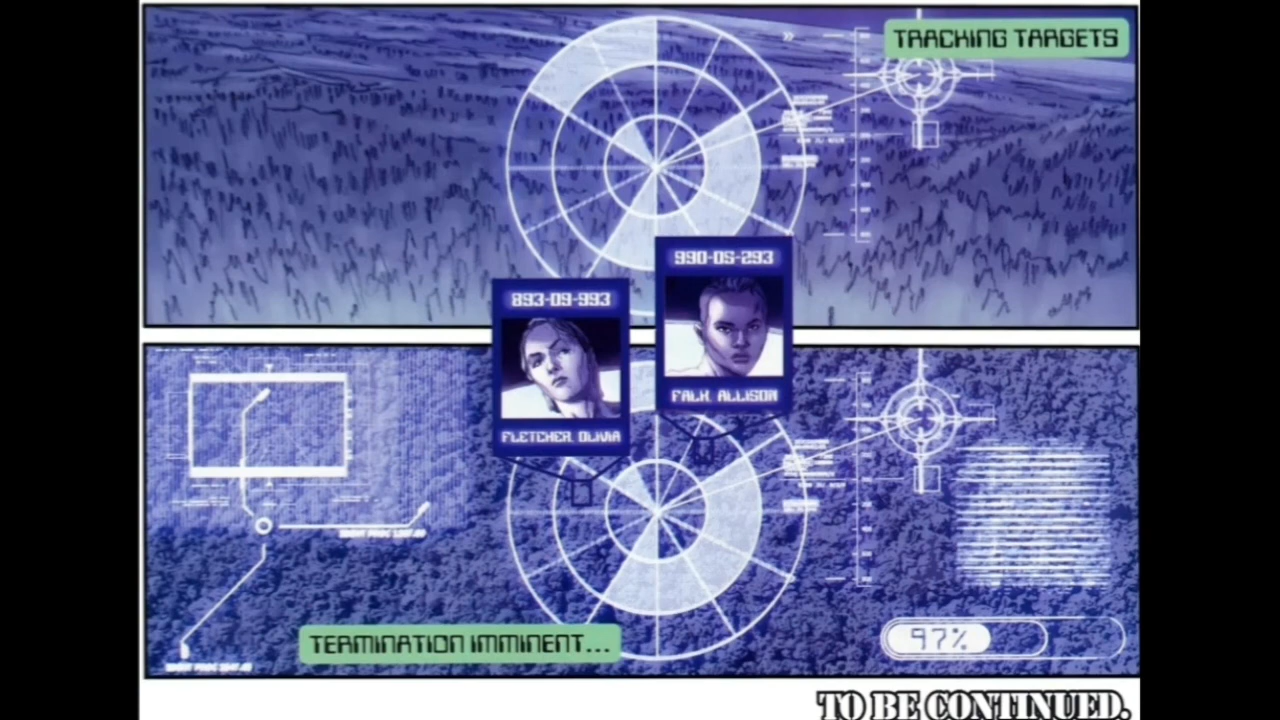 TRACKING TARGETS
990-05-293
893-09-993
FALK, ALLISON
FLETCHER, OLIVIA
TERMINATION IMMINENT...
97%
TO BE CONTINUED.